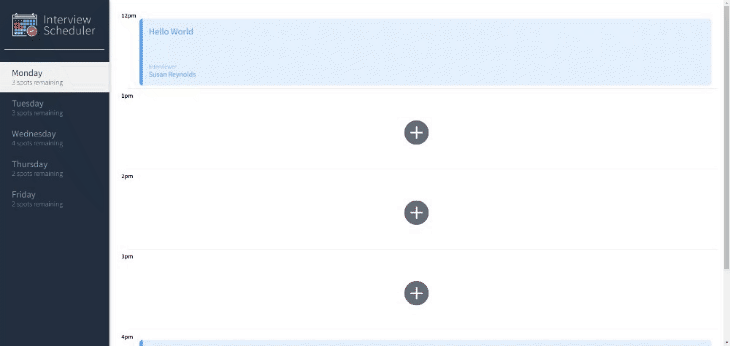 Interview
Scheduler
Monday
3 spots remaining
Tuesday
2 spots remaining
Wednesday
4 spots remaining
Thursday
2 spots remaining
Friday
2 spots remaining
12pm
Hello World
Interviewer
Susan Reynolds
1pm
2pm
3pm
4pm